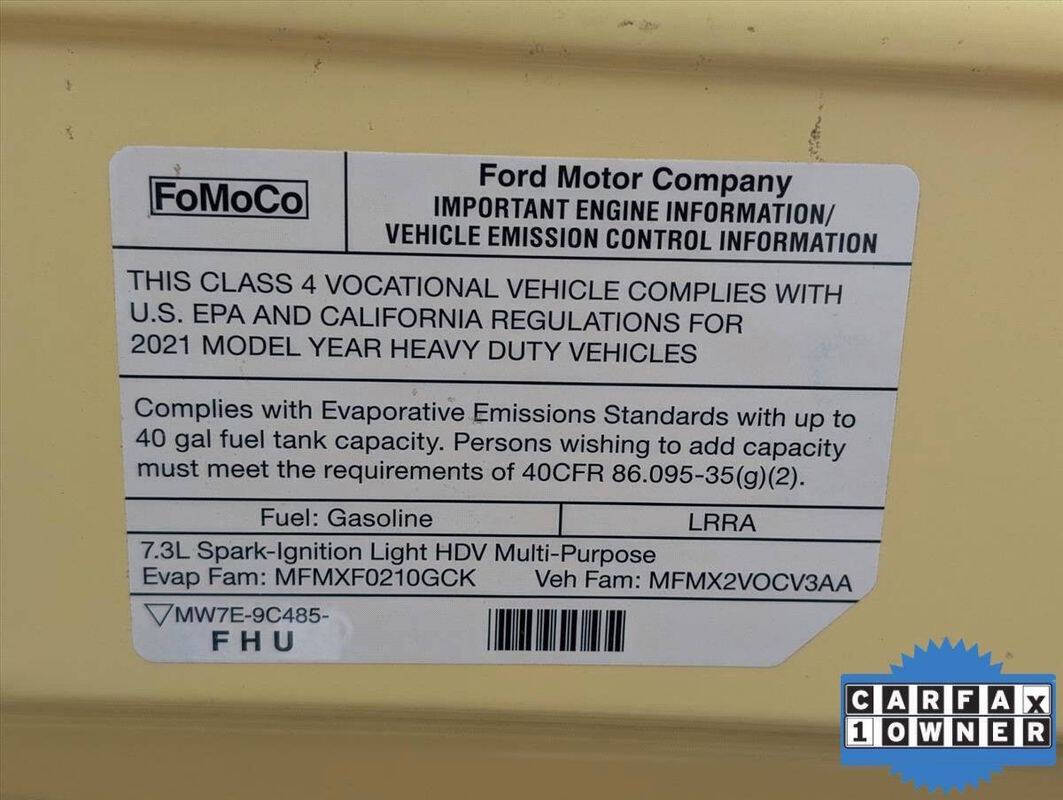 FoMoCo
Ford Motor Company
IMPORTANT ENGINE INFORMATION/
VEHICLE EMISSION CONTROL INFORMATION
THIS CLASS 4 VOCATIONAL VEHICLE COMPLIES WITH
U.S. EPA AND CALIFORNIA REGULATIONS FOR
2021 MODEL YEAR HEAVY DUTY VEHICLES
Complies with Evaporative Emissions Standards with up to
40 gal fuel tank capacity. Persons wishing to add capacity
must meet the requirements of 40CFR 86.095-35(g)(2).
Fuel: Gasoline LRRA
7.3L Spark-Ignition Light HDV Multi-Purpose
Evap Fam: MFMXF0210GCK Veh Fam: MFMX2VOCV3AA
MW7E-9C485-
F H U
CARFAX
1 OWNER